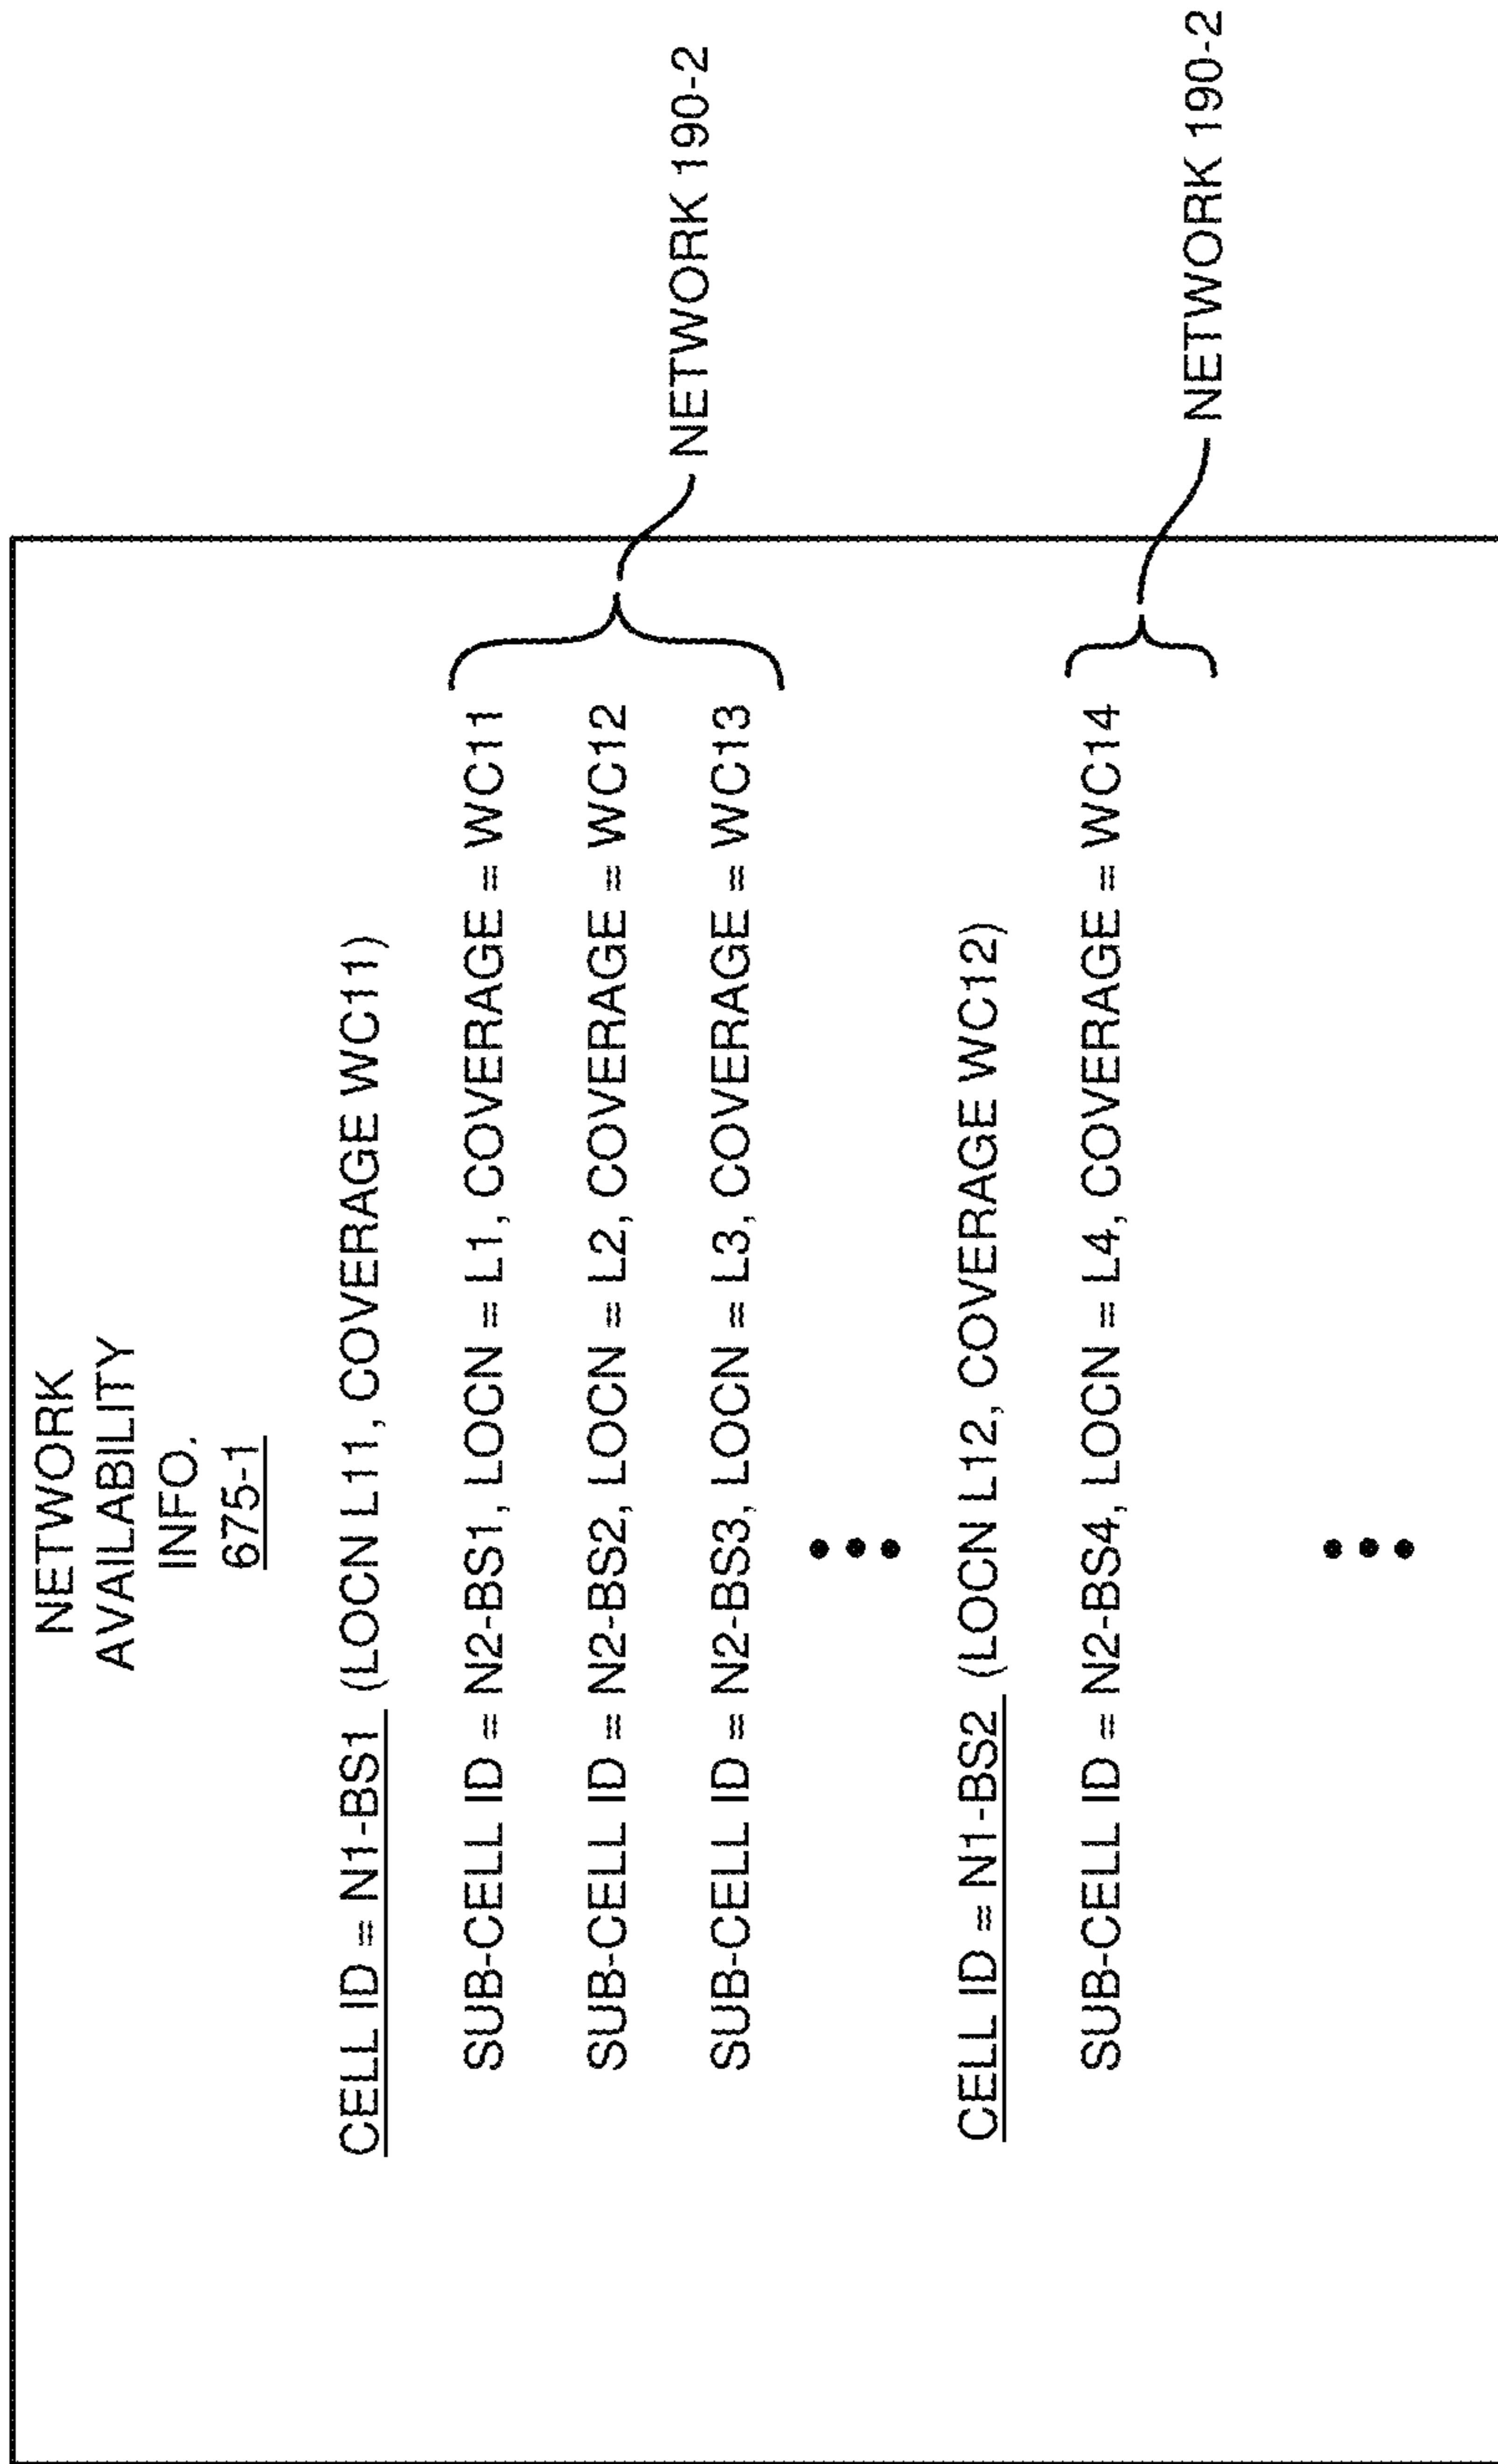 NETWORK
AVAILABILITY
INFO.
675-1
CELL ID = N1-BS1 (LOCN L11, COVERAGE WC11)
SUB-CELL ID = N2-BS1, LOCN = L1, COVERAGE = WC11
SUB-CELL ID = N2-BS2, LOCN = L2, COVERAGE = WC12
SUB-CELL ID = N2-BS3, LOCN = L3, COVERAGE = WC13
NETWORK 190-2
CELL ID = N1-BS2 (LOCN L12, COVERAGE WC12)
SUB-CELL ID = N2-BS4, LOCN = L4, COVERAGE = WC14
NETWORK 190-2